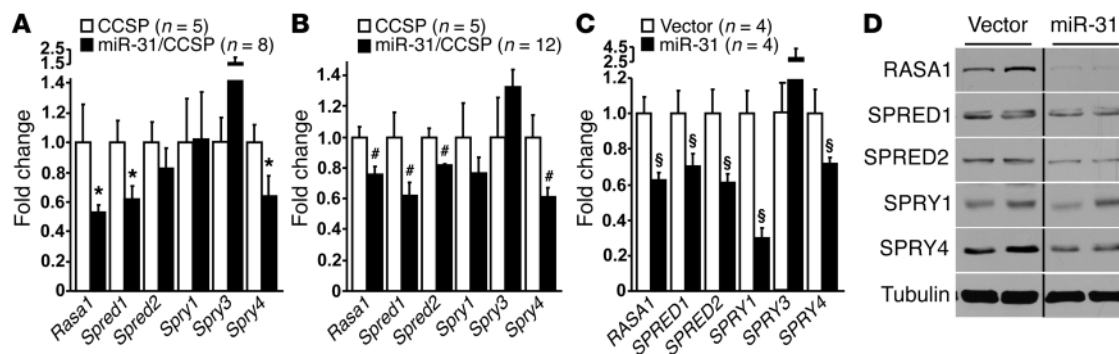 A
CCSP (n = 5)
miR-31/CCSP (n = 8)
2.5
1.5
1.4
1.2
1.0
0.8
0.6
0.4
0.2
0
Fold change
* * *
Rasa1 Spred1 Spred2 Spry1 Spry3 Spry4
B
CCSP (n = 5)
miR-31/CCSP (n = 12)
1.4
1.2
1.0
0.8
0.6
0.4
0.2
0
Fold change
# # # #
Rasa1 Spred1 Spred2 Spry1 Spry3 Spry4
C
Vector (n = 4)
miR-31 (n = 4)
4.5
2.5
1.2
1.0
0.8
0.6
0.4
0.2
0
Fold change
§ § § § §
RASA1 SPRED1 SPRED2 SPRY1 SPRY3 SPRY4
D
Vector miR-31
RASA1
SPRED1
SPRED2
SPRY1
SPRY4
Tubulin